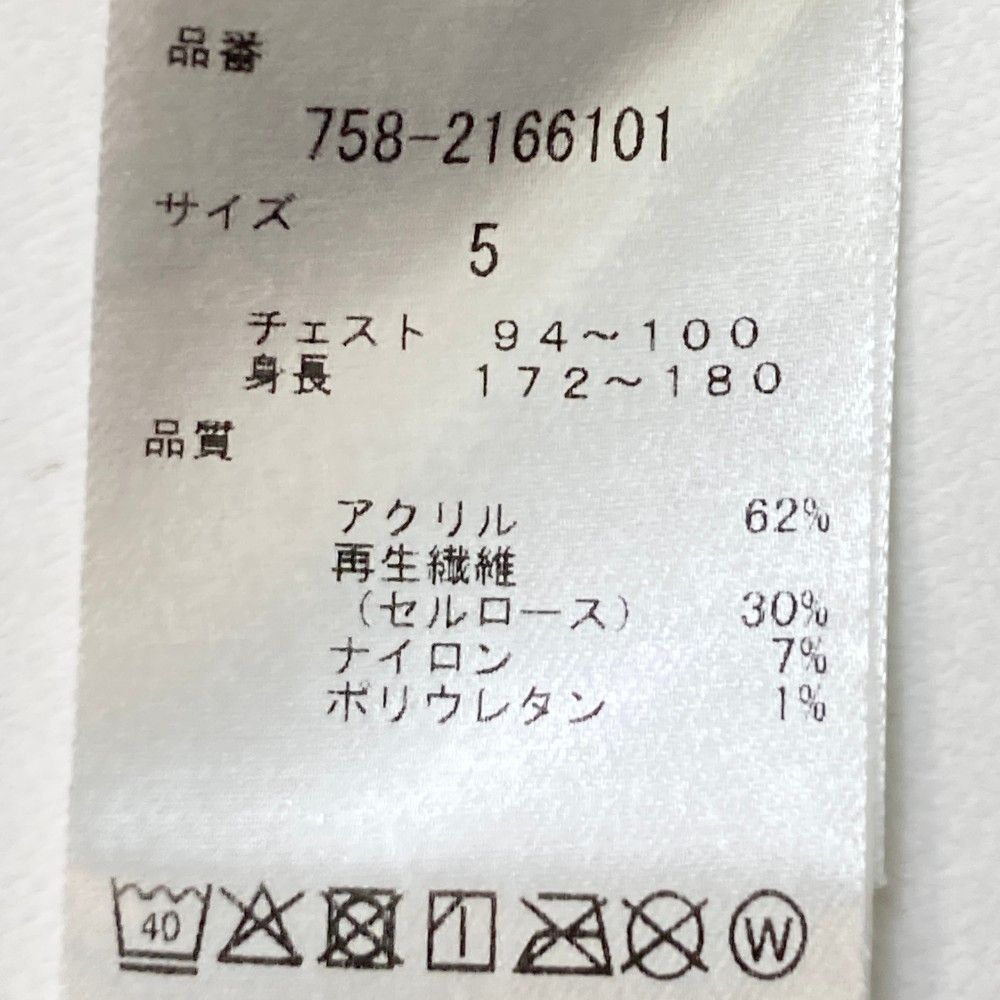 品番
758-2166101
サイズ
5
チェスト 94～100
身長 172～180
品質
アクリル 62%
再生繊維
（セルロース） 30%
ナイロン 7%
ポリウレタン 1%
40 W